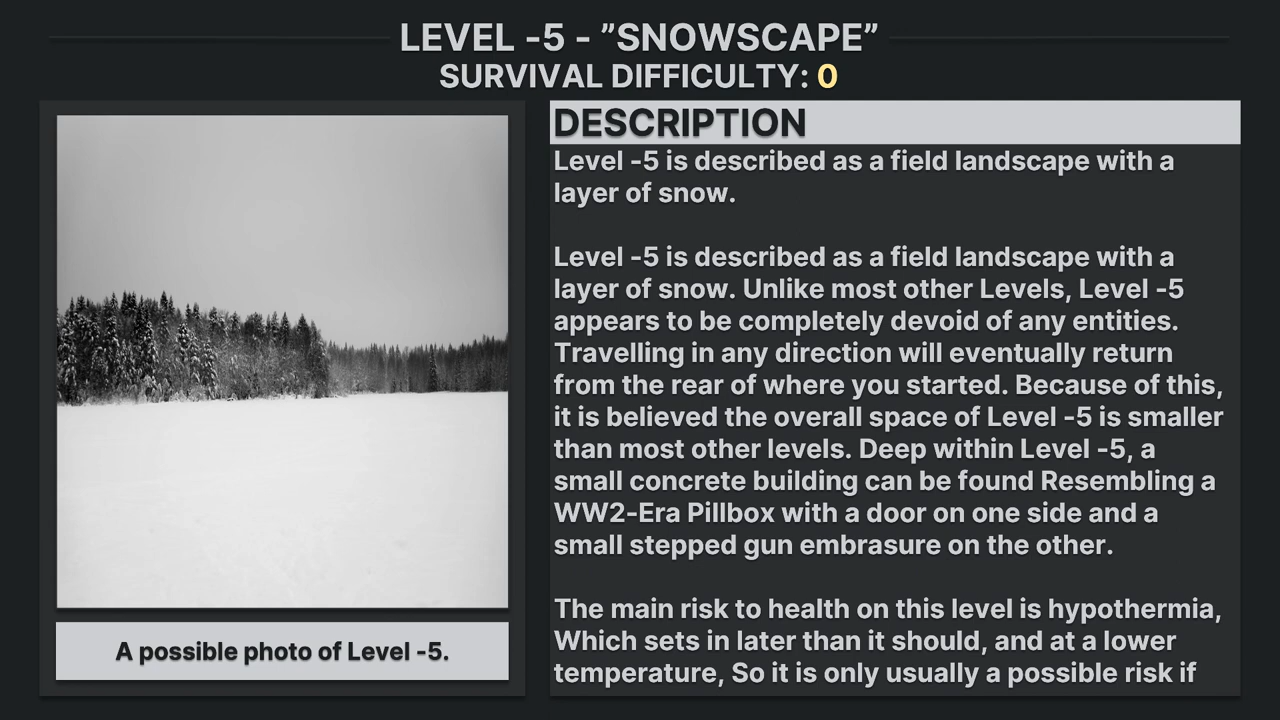 LEVEL -5 - ”SNOWSCAPE”
SURVIVAL DIFFICULTY: 0
A possible photo of Level -5.
DESCRIPTION
Level -5 is described as a field landscape with a
layer of snow.
Level -5 is described as a field landscape with a
layer of snow. Unlike most other Levels, Level -5
appears to be completely devoid of any entities.
Travelling in any direction will eventually return
from the rear of where you started. Because of this,
it is believed the overall space of Level -5 is smaller
than most other levels. Deep within Level -5, a
small concrete building can be found Resembling a
WW2-Era Pillbox with a door on one side and a
small stepped gun embrasure on the other.
The main risk to health on this level is hypothermia,
Which sets in later than it should, and at a lower
temperature, So it is only usually a possible risk if